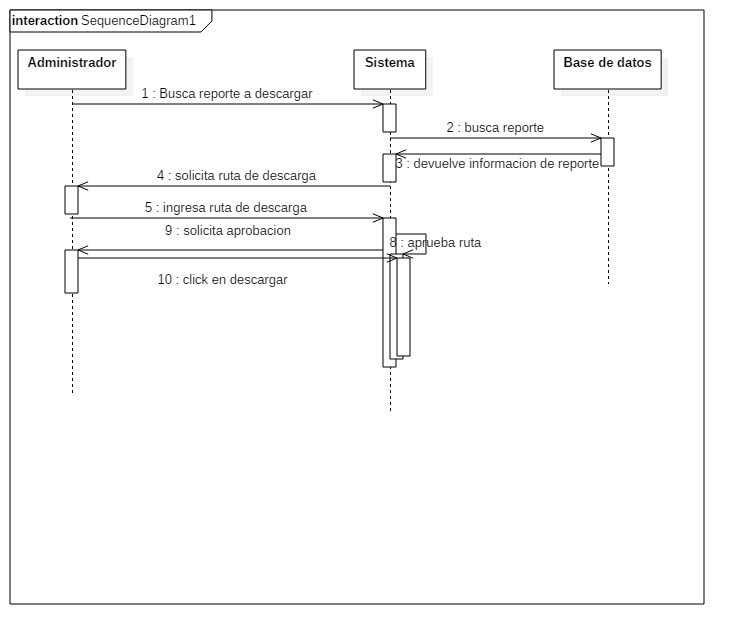 interaction SequenceDiagram1
Administrador
Sistema
Base de datos
1 : Busca reporte a descargar
2 : busca reporte
3 : devuelve informacion de reporte
4 : solicita ruta de descarga
5 : ingresa ruta de descarga
9 : solicita aprobacion
8 : aprueba ruta
10 : click en descargar